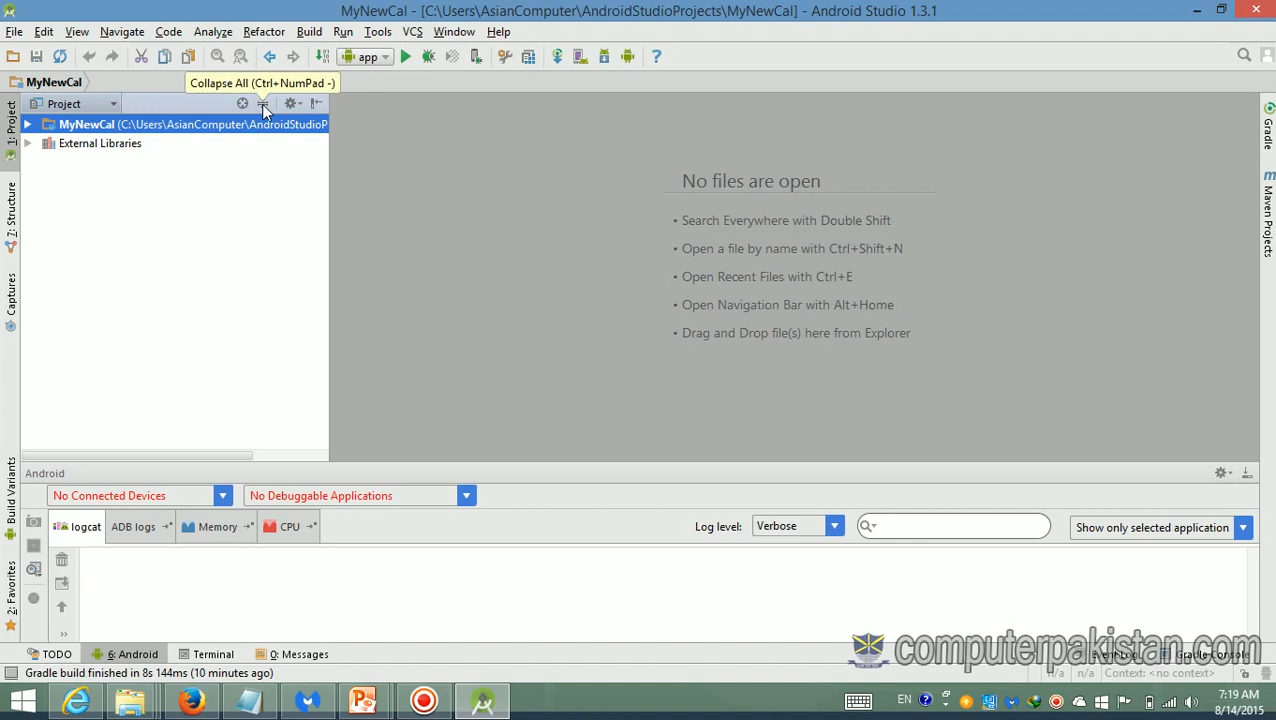 MyNewCal - [C:\Users\AsianComputer\AndroidStudioProjects\MyNewCal] - Android Studio 1.3.1
File Edit View Navigate Code Analyze Refactor Build Run Tools VCS Window Help
app
MyNewCal
Collapse All (Ctrl+NumPad -)
Project
MyNewCal (C:\Users\AsianComputer\AndroidStudioP
External Libraries
1: Project
Z: Structure
Captures
Build Variants
2: Favorites
Gradle
Maven Projects
No files are open
• Search Everywhere with Double Shift
• Open a file by name with Ctrl+Shift+N
• Open Recent Files with Ctrl+E
• Open Navigation Bar with Alt+Home
• Drag and Drop file(s) here from Explorer
Android
No Connected Devices No Debuggable Applications
logcat ADB logs Memory CPU Log level: Verbose Show only selected application
computerpakistan.com
TODO 6: Android Terminal 0: Messages Event Log Gradle Console
Gradle build finished in 8s 144ms (10 minutes ago) n/a n/a Context: <no context>
EN 7:19 AM
8/14/2015